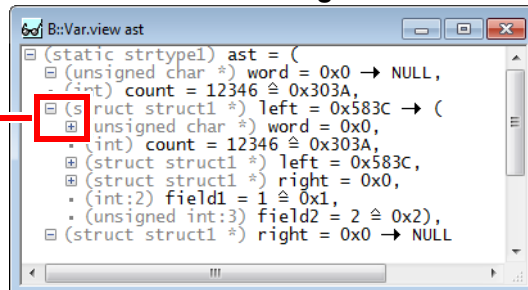 B::Var.view ast
(static strtype1) ast = (
(unsigned char *) word = 0x0 → NULL,
(int) count = 12346 ≙ 0x303A,
(struct struct1 *) left = 0x583C → (
(unsigned char *) word = 0x0,
(int) count = 12346 ≙ 0x303A,
(struct struct1 *) left = 0x583C,
(struct struct1 *) right = 0x0,
(int:2) field1 = 1 ≙ 0x1,
(unsigned int:3) field2 = 2 ≙ 0x2),
(struct struct1 *) right = 0x0 → NULL